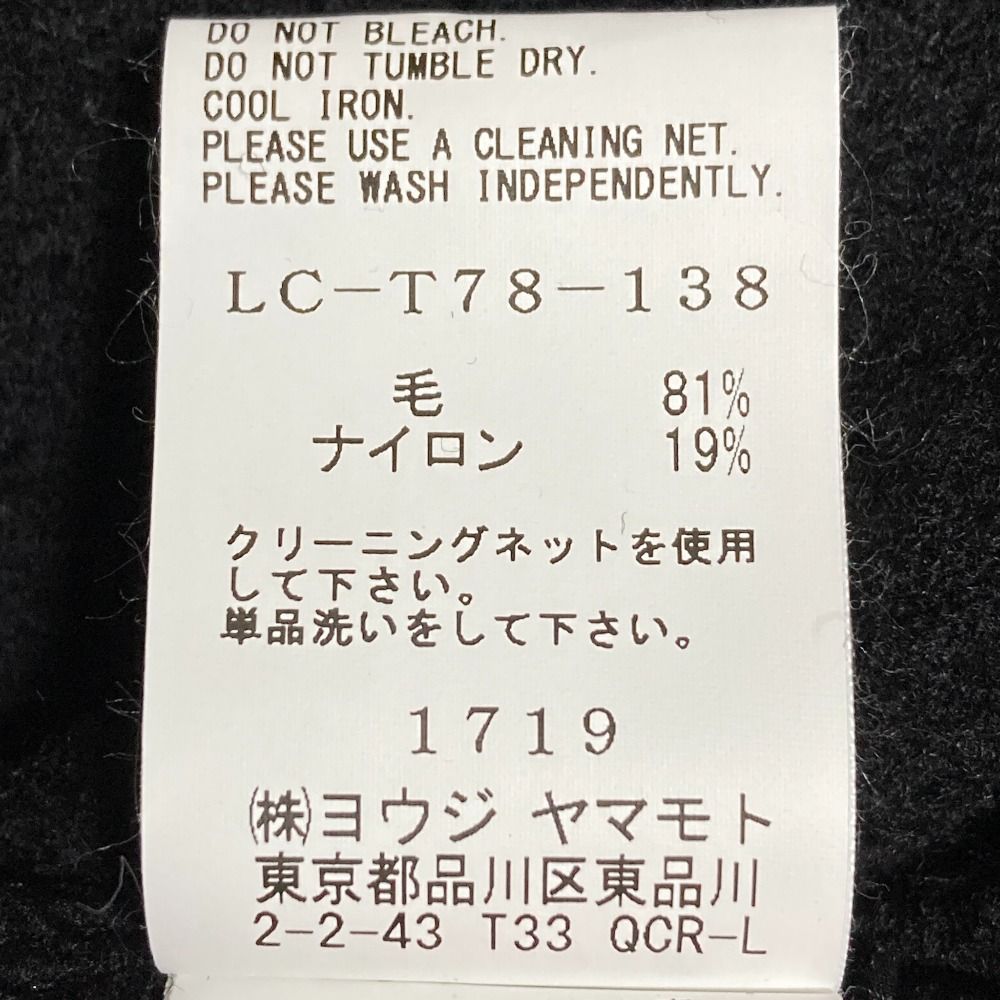 DO NOT BLEACH.
DO NOT TUMBLE DRY.
COOL IRON.
PLEASE USE A CLEANING NET.
PLEASE WASH INDEPENDENTLY.
LC-T78-138
毛 81%
ナイロン 19%
クリーニングネットを使用
して下さい。
単品洗いをして下さい。
1719
㈱ヨウジ ヤマモト
東京都品川区東品川
2-2-43 T33 QCR-L